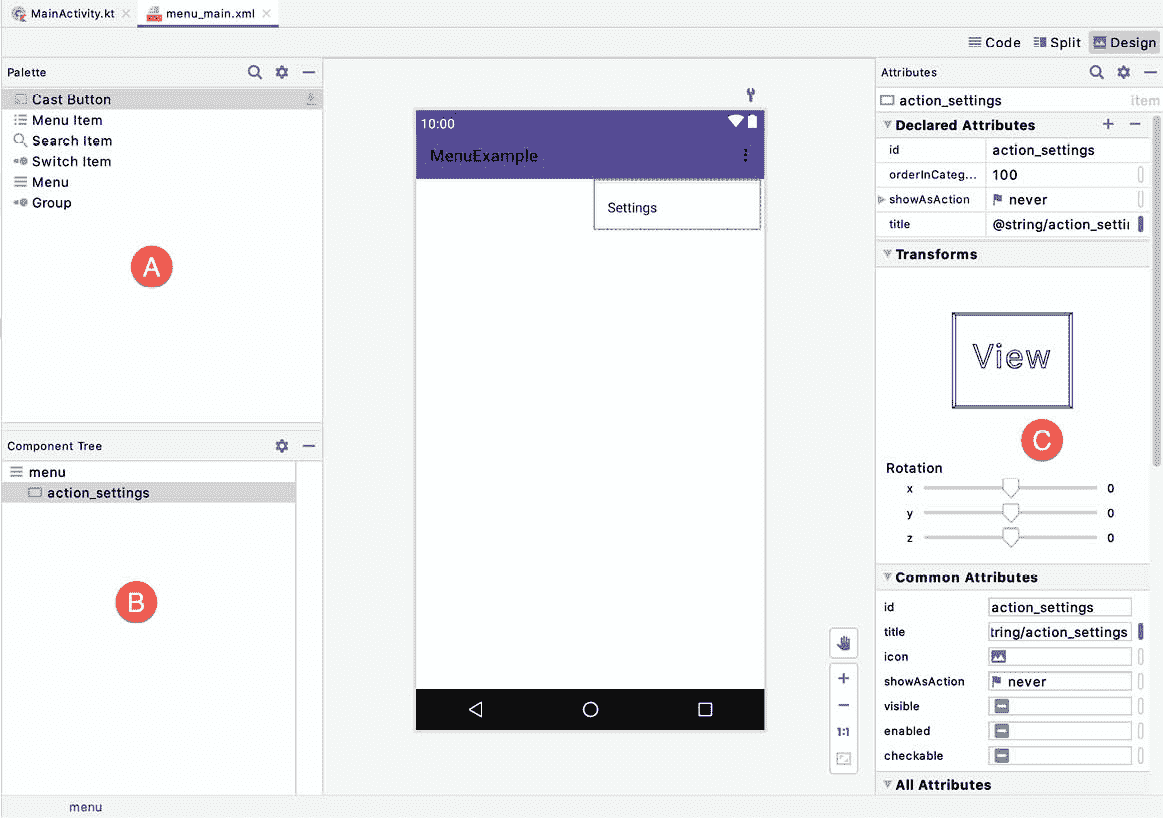 MainActivity.kt
menu_main.xml
Code
Split
Design
Palette
Cast Button
Menu Item
Search Item
Switch Item
Menu
Group
A
Component Tree
menu
action_settings
B
10:00
MenuExample
Settings
1:1
Attributes
action_settings
item
Declared Attributes
id action_settings
orderInCateg... 100
showAsAction never
title @string/action_settin
Transforms
View
C
Rotation
x 0
y 0
z 0
Common Attributes
id action_settings
title tring/action_settings
icon
showAsAction never
visible
enabled
checkable
All Attributes
menu